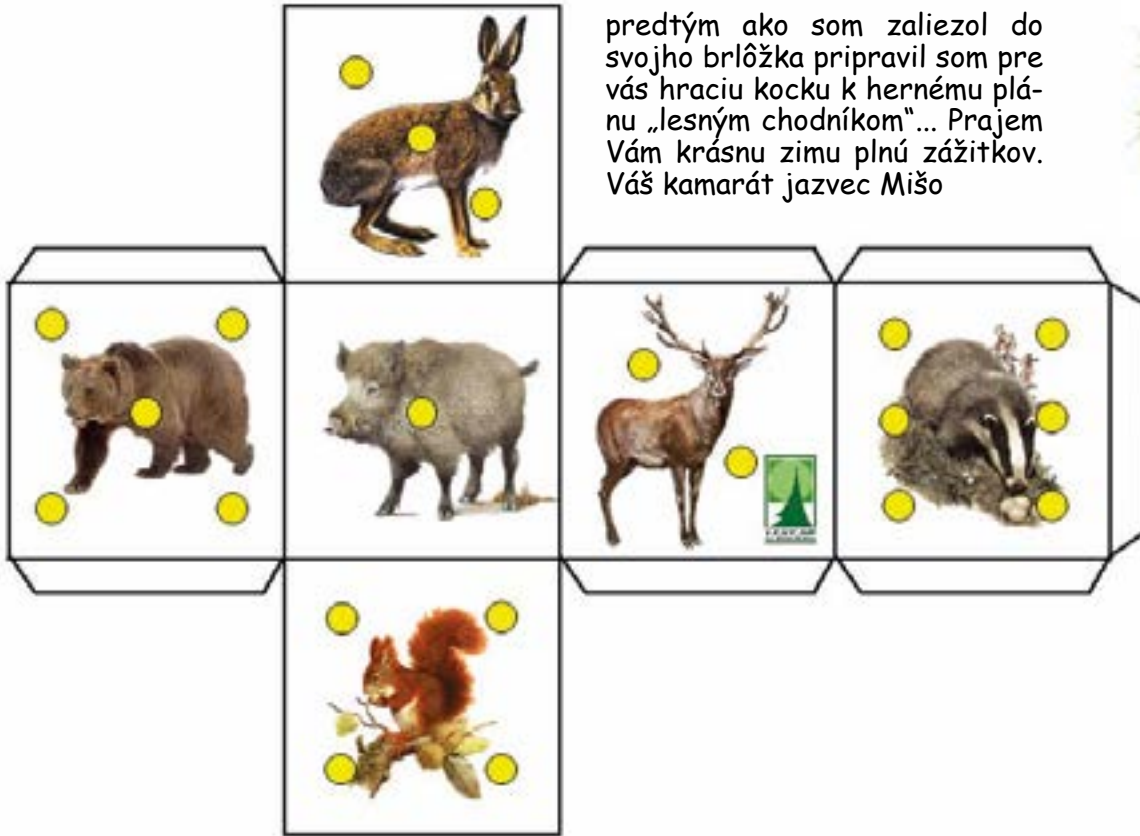 predtým ako som zaliezol do
svojho brlôžka pripravil som pre
vás hraciu kocku k hernému plá-
nu „lesným chodníkom“... Prajem
Vám krásnu zimu plnú zážitkov.
Váš kamarát jazvec Mišo